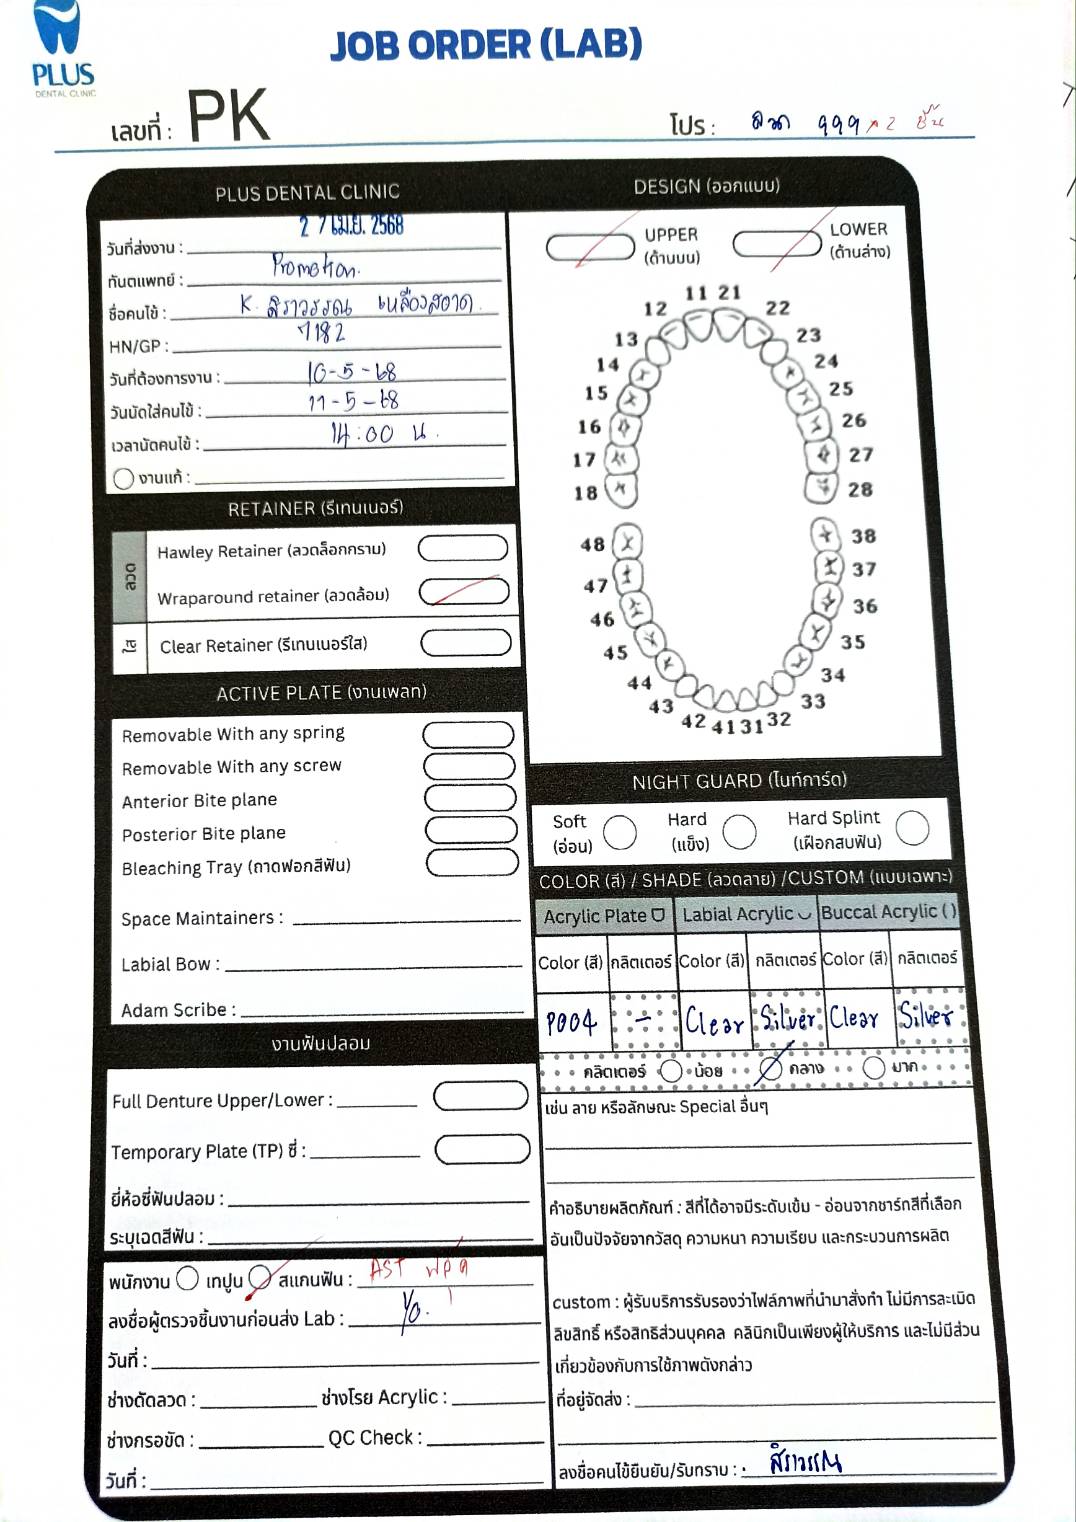 PLUS
DENTAL CLINIC
JOB ORDER (LAB)
เลขที่ : PK
โปร : ลวด 999 x 2 ชิ้น
PLUS DENTAL CLINIC
วันที่ส่งงาน : 27 เม.ย. 2568
ทันตแพทย์ : Promotion.
ชื่อคนไข้ : K. สิราวรรณ เหลืองสอาด.
HN/GP : 7182
วันที่ต้องการงาน : 10-5-68
วันนัดใส่คนไข้ : 11-5-68
เวลานัดคนไข้ : 14:00 น.
งานแก้ :
RETAINER (รีเทนเนอร์)
ลวด
Hawley Retainer (ลวดล็อกกราม)
Wraparound retainer (ลวดล้อม)
ใส
Clear Retainer (รีเทนเนอร์ใส)
ACTIVE PLATE (งานเพลท)
Removable With any spring
Removable With any screw
Anterior Bite plane
Posterior Bite plane
Bleaching Tray (ถาดฟอกสีฟัน)
Space Maintainers :
Labial Bow :
Adam Scribe :
งานฟันปลอม
Full Denture Upper/Lower :
Temporary Plate (TP) ซี่ :
ยี่ห้อซี่ฟันปลอม :
ระบุเฉดสีฟัน :
พนักงาน เทปูน สแกนฟัน : AST
ลงชื่อผู้ตรวจชิ้นงานก่อนส่ง Lab :
วันที่ :
ช่างดัดลวด : ช่างโรย Acrylic :
ช่างกรอขัด : QC Check :
วันที่ :
DESIGN (ออกแบบ)
UPPER
(ด้านบน)
LOWER
(ด้านล่าง)
11 21
12 22
13 23
14 24
15 25
16 26
17 27
18 28
48 38
47 37
46 36
45 35
44 34
43 33
42 41 31 32
NIGHT GUARD (ไนท์การ์ด)
Soft
(อ่อน)
Hard
(แข็ง)
Hard Splint
(เฝือกสบฟัน)
COLOR (สี) / SHADE (ลวดลาย) /CUSTOM (แบบเฉพาะ)
Acrylic Plate Labial Acrylic Buccal Acrylic ( )
Color (สี) กลิตเตอร์ Color (สี) กลิตเตอร์ Color (สี) กลิตเตอร์
P004 - Clear Silver Clear Silver
กลิตเตอร์ น้อย กลาง มาก
เช่น ลาย หรือลักษณะ Special อื่นๆ
คำอธิบายผลิตภัณฑ์ : สีที่ได้อาจมีระดับเข้ม - อ่อนจากชาร์ทสีที่เลือก
อันเป็นปัจจัยจากวัสดุ ความหนา ความเรียบ และกระบวนการผลิต
custom : ผู้รับบริการรับรองว่าไฟล์ภาพที่นำมาสั่งทำ ไม่มีการละเมิด
ลิขสิทธิ์ หรือสิทธิส่วนบุคคล คลินิกเป็นเพียงผู้ให้บริการ และไม่มีส่วน
เกี่ยวข้องกับการใช้ภาพดังกล่าว
ที่อยู่จัดส่ง :
ลงชื่อคนไข้ยืนยัน/รับทราบ : สิราวรรณ